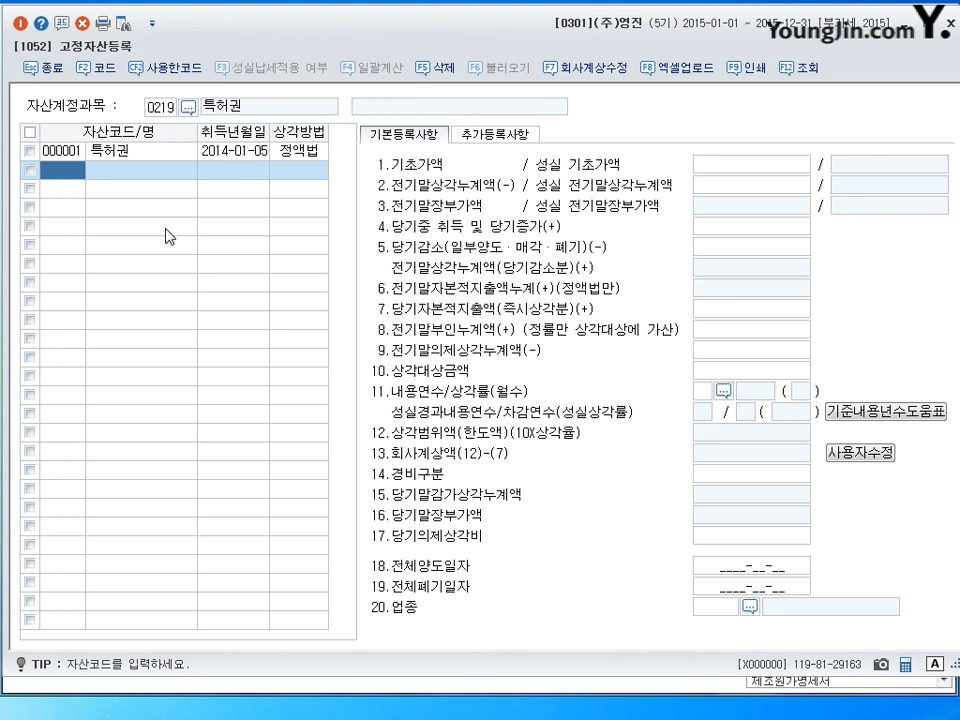 [0301](주)영진 (5기) 2015-01-01 ~ 2015-12-31 [부가세 2015]
YoungJin.com Y.
[1052] 고정자산등록
Esc 종료 F2 코드 CF2 사용한코드 F3 성실납세적용 여부 F4 일괄계산 F5 삭제 F6 불러오기 F7 회사계상수정 F8 엑셀업로드 F9 인쇄 F12 조회
자산계정과목 : 0219 특허권
자산코드/명 취득년월일 상각방법
000001 특허권 2014-01-05 정액법
기본등록사항 추가등록사항
1.기초가액 / 성실 기초가액 /
2.전기말상각누계액(-) / 성실 전기말상각누계액 /
3.전기말장부가액 / 성실 전기말장부가액 /
4.당기중 취득 및 당기증가(+)
5.당기감소(일부양도·매각·폐기)(-)
전기말상각누계액(당기감소분)(+)
6.전기말자본적지출액누계(+)(정액법만)
7.당기자본적지출액(즉시상각분)(+)
8.전기말부인누계액(+) (정률만 상각대상에 가산)
9.전기말의제상각누계액(-)
10.상각대상금액
11.내용연수/상각률(월수) ( )
성실경과내용연수/차감연수(성실상각률) / ( ) 기준내용년수도움표
12.상각범위액(한도액)(10X상각율)
13.회사계상액(12)-(7) 사용자수정
14.경비구분
15.당기말감가상각누계액
16.당기말장부가액
17.당기의제상각비
18.전체양도일자 ____-__-__
19.전체폐기일자 ____-__-__
20.업종
TIP : 자산코드를 입력하세요. [X000000] 119-81-29163 A
제조원가명세서